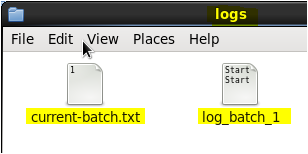 logs
File Edit View Places Help
1
Start
Start
current-batch.txt
log_batch_1